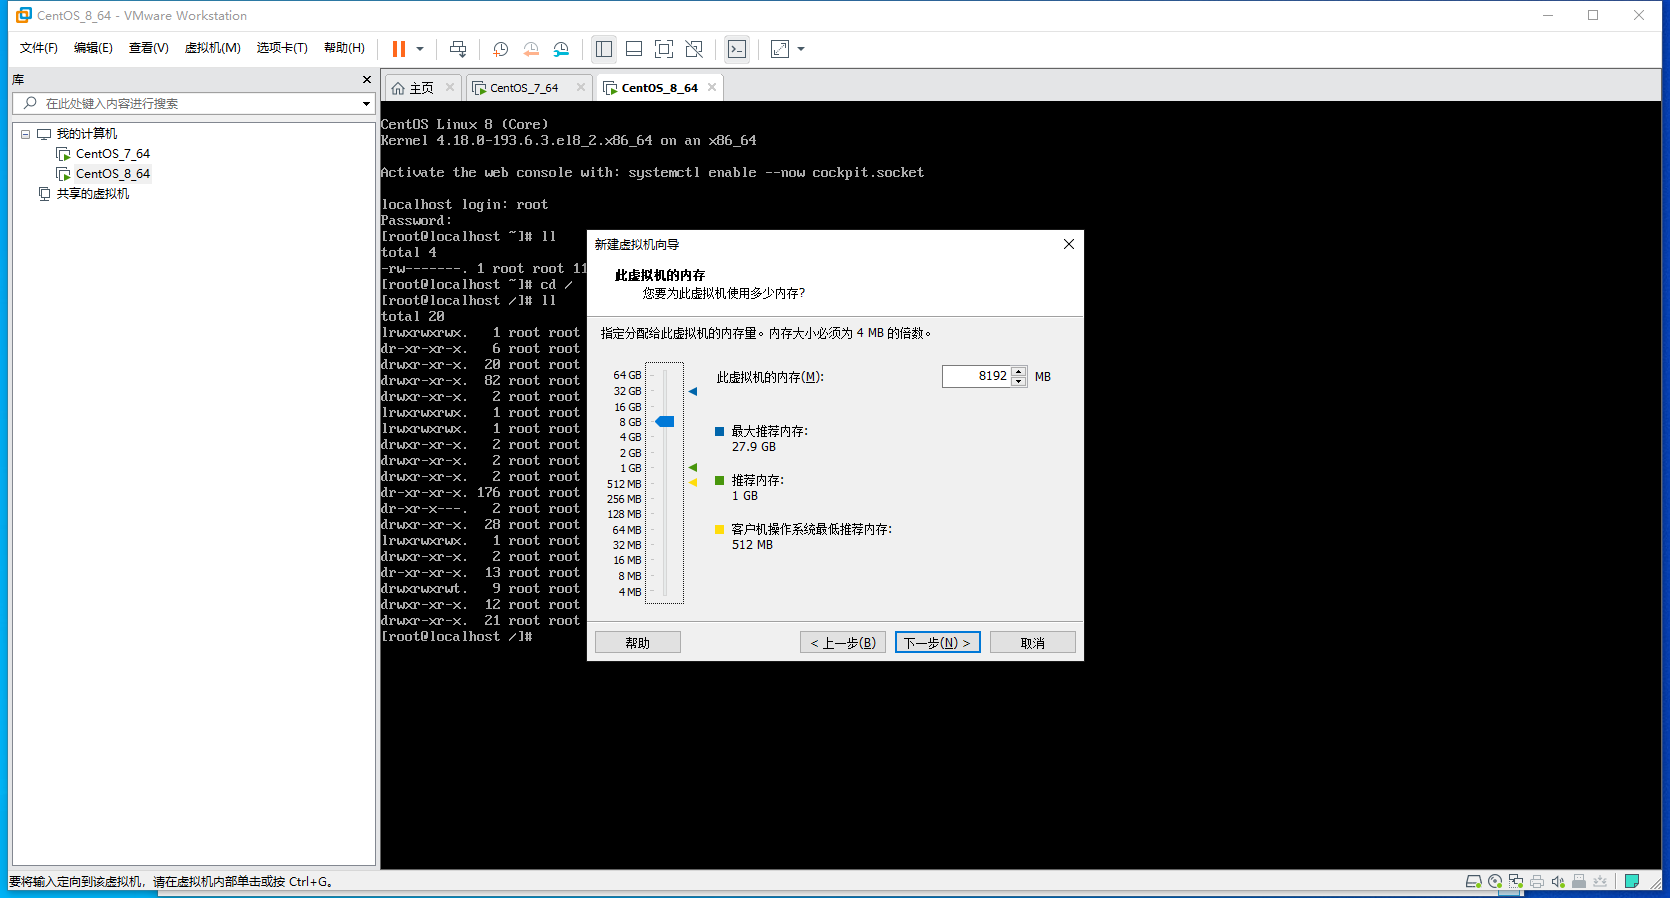 CentOS_8_64 - VMware Workstation
文件(F) 编辑(E) 查看(V) 虚拟机(M) 选项卡(T) 帮助(H)
库
在此处键入内容进行搜索
我的计算机
CentOS_7_64
CentOS_8_64
共享的虚拟机
主页 CentOS_7_64 CentOS_8_64
CentOS Linux 8 (Core)
Kernel 4.18.0-193.6.3.el8_2.x86_64 on an x86_64
Activate the web console with: systemctl enable --now cockpit.socket
localhost login: root
Password:
[root@localhost ~]# ll
total 4
-rw-------. 1 root root 11
[root@localhost ~]# cd /
[root@localhost /]# ll
total 20
lrwxrwxrwx.   1 root root
dr-xr-xr-x.   6 root root
drwxr-xr-x.  20 root root
drwxr-xr-x.  82 root root
drwxr-xr-x.   2 root root
lrwxrwxrwx.   1 root root
lrwxrwxrwx.   1 root root
drwxr-xr-x.   2 root root
drwxr-xr-x.   2 root root
drwxr-xr-x.   2 root root
dr-xr-xr-x. 176 root root
dr-xr-x---.   2 root root
drwxr-xr-x.  28 root root
lrwxrwxrwx.   1 root root
drwxr-xr-x.   2 root root
dr-xr-xr-x.  13 root root
drwxrwxrwt.   9 root root
drwxr-xr-x.  12 root root
drwxr-xr-x.  21 root root
[root@localhost /]#
新建虚拟机向导
此虚拟机的内存
您要为此虚拟机使用多少内存?
指定分配给此虚拟机的内存量。内存大小必须为 4 MB 的倍数。
64 GB
32 GB
16 GB
8 GB
4 GB
2 GB
1 GB
512 MB
256 MB
128 MB
64 MB
32 MB
16 MB
8 MB
4 MB
此虚拟机的内存(M): 8192 MB
最大推荐内存:
27.9 GB
推荐内存:
1 GB
客户机操作系统最低推荐内存:
512 MB
帮助 < 上一步(B) 下一步(N) > 取消
要将输入定向到该虚拟机，请在虚拟机内部单击或按 Ctrl+G。